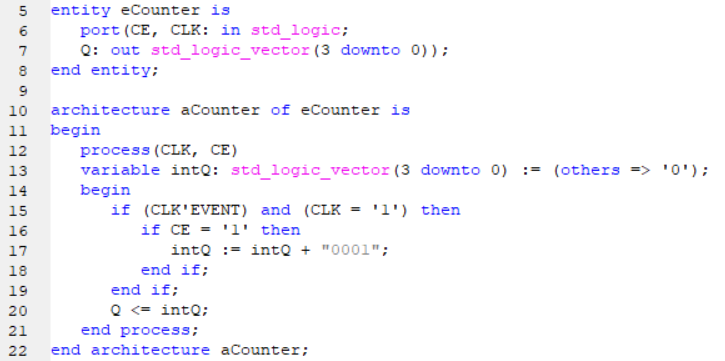 5 entity eCounter is
6 port(CE, CLK: in std_logic;
7 Q: out std_logic_vector(3 downto 0));
8 end entity;
9
10 architecture aCounter of eCounter is
11 begin
12 process(CLK, CE)
13 variable intQ: std_logic_vector(3 downto 0) := (others => '0');
14 begin
15 if (CLK'EVENT) and (CLK = '1') then
16 if CE = '1' then
17 intQ := intQ + "0001";
18 end if;
19 end if;
20 Q <= intQ;
21 end process;
22 end architecture aCounter;